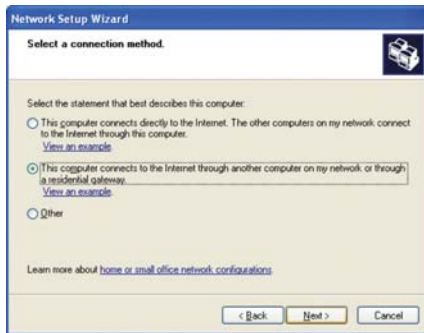 Network Setup Wizard
Select a connection method.
Select the statement that best describes this computer:
This computer connects directly to the Internet. The other computers on my network connect
to the Internet through this computer.
View an example.
This computer connects to the Internet through another computer on my network or through
a residential gateway.
View an example.
Other
Learn more about home or small office network configurations.
< Back Next > Cancel